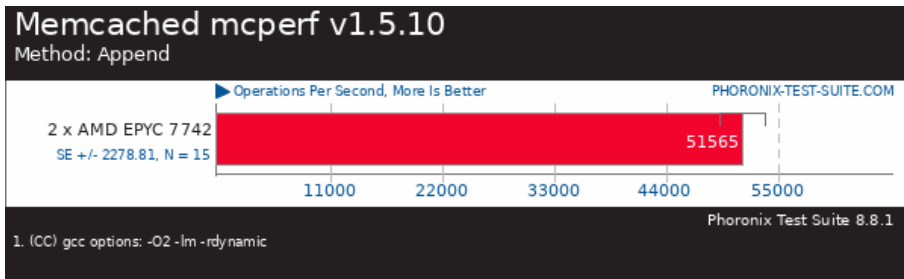 Memcached mcperf v1.5.10
Method: Append
Operations Per Second, More Is Better
PHORONIX-TEST-SUITE.COM
2 x AMD EPYC 7742
SE +/- 2278.81, N = 15
51565
11000 22000 33000 44000 55000
Phoronix Test Suite 8.8.1
1. (CC) gcc options: -O2 -lm -rdynamic